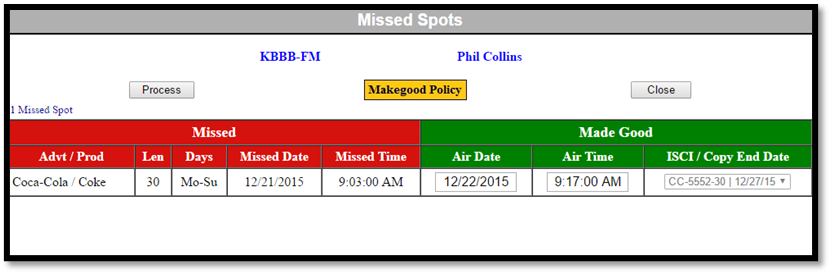 Missed Spots
KBBB-FM Phil Collins
Process Makegood Policy Close
1 Missed Spot
Missed Made Good
Advt / Prod Len Days Missed Date Missed Time Air Date Air Time ISCI / Copy End Date
Coca-Cola / Coke 30 Mo-Su 12/21/2015 9:03:00 AM 12/22/2015 9:17:00 AM CC-5552-30 | 12/27/15